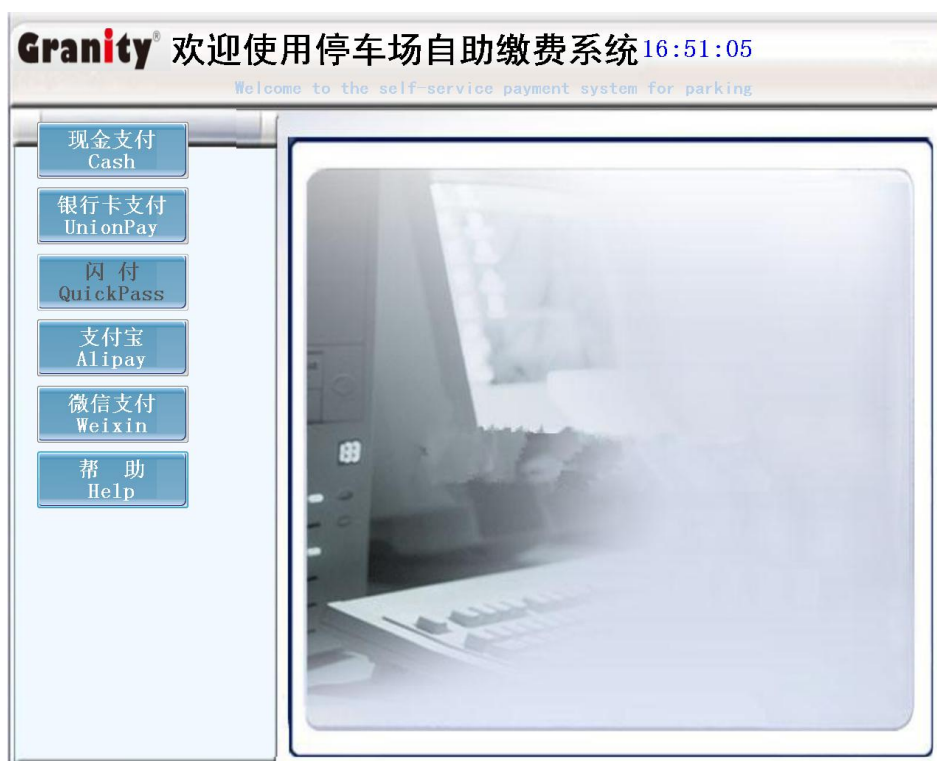 Granity® 欢迎使用停车场自助缴费系统 16:51:05
Welcome to the self-service payment system for parking
现金支付
Cash
银行卡支付
UnionPay
闪 付
QuickPass
支付宝
Alipay
微信支付
Weixin
帮 助
Help